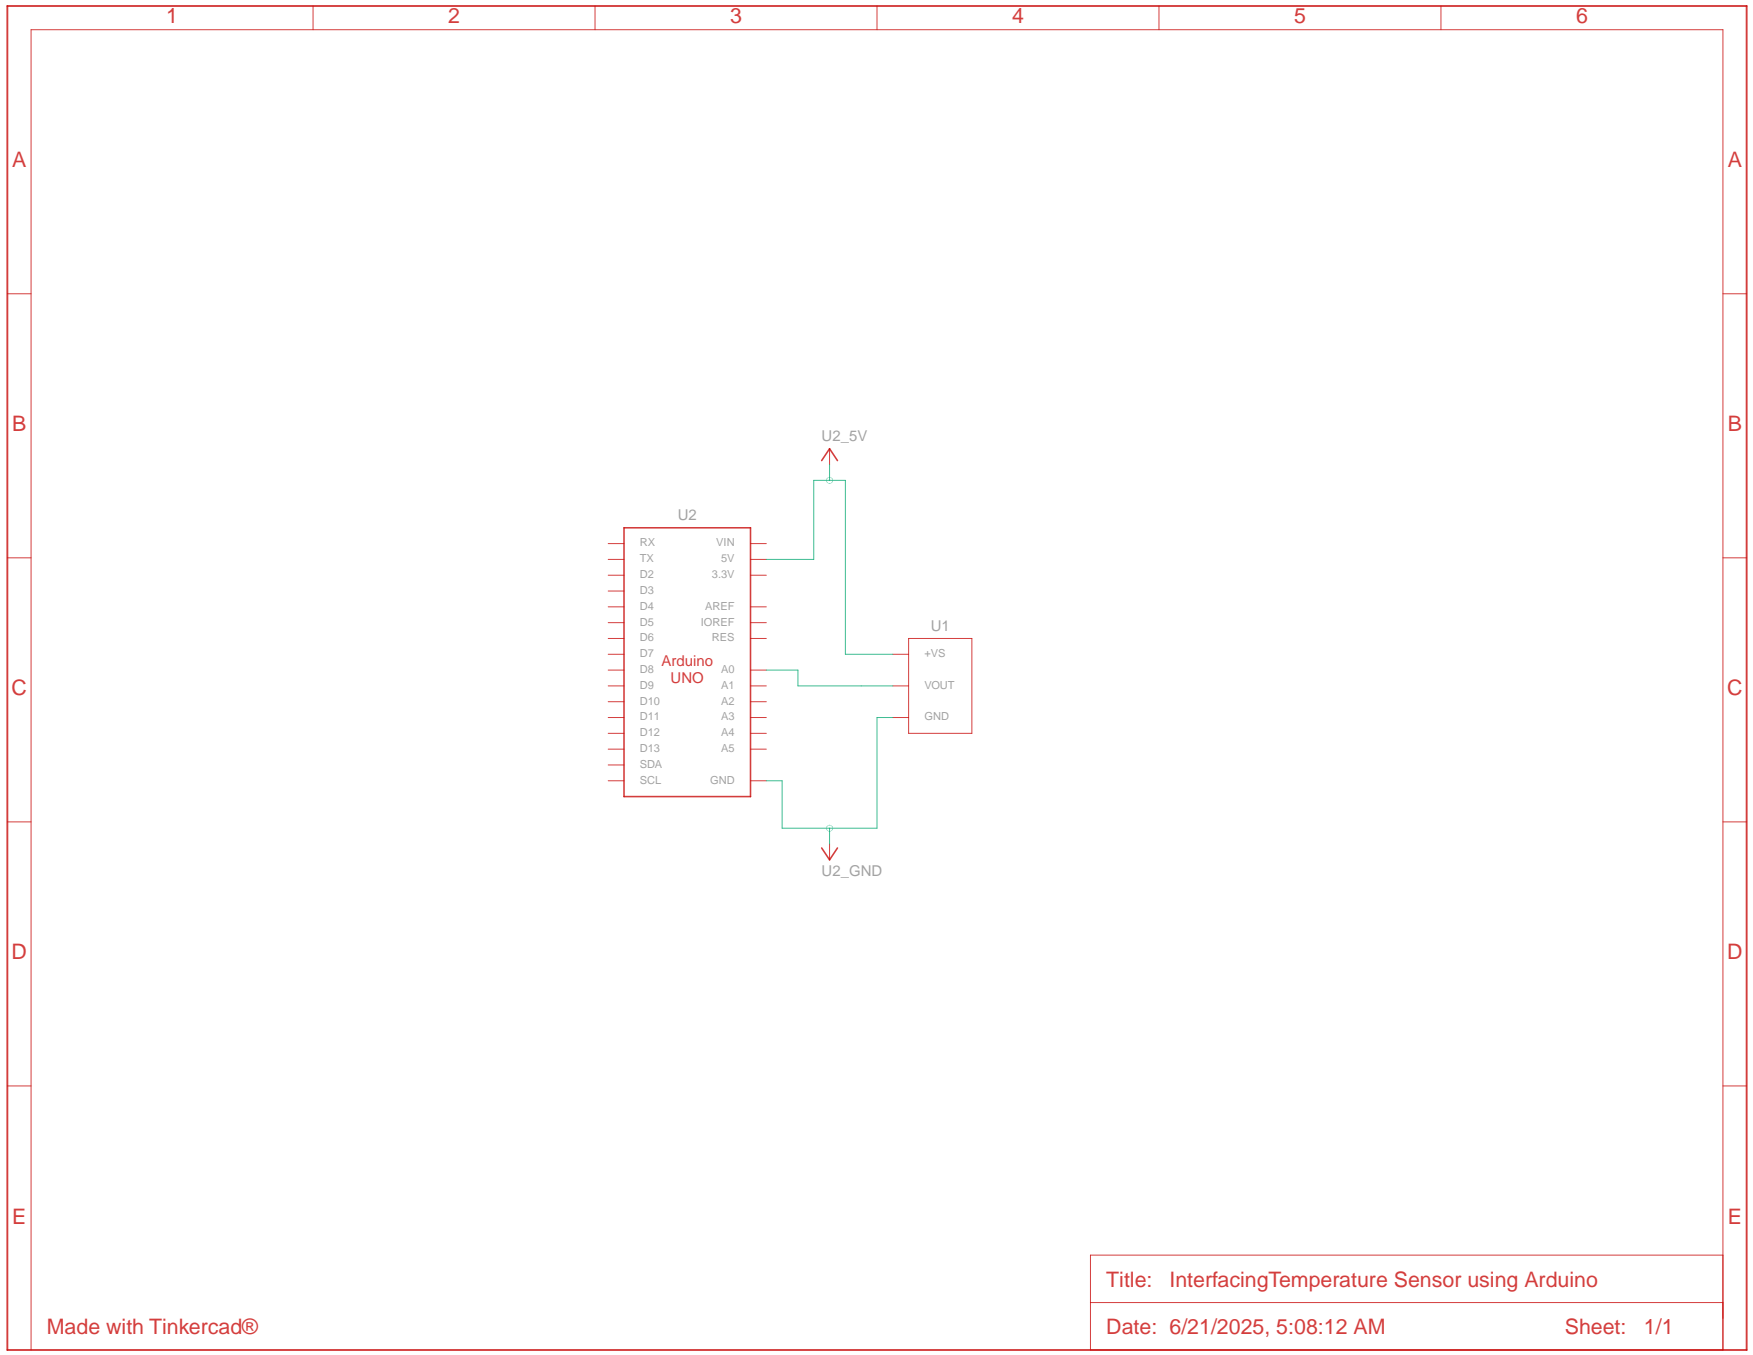 1 2 3 4 5 6
A A
B B
U2_5V
U2
RX VIN
TX 5V
D2 3.3V
D3
D4 AREF
D5 IOREF
D6 RES
D7
D8 A0
D9 A1
D10 A2
D11 A3
D12 A4
D13 A5
SDA
SCL GND
Arduino
UNO
U1
+VS
VOUT
GND
C C
U2_GND
D D
E E
Title: InterfacingTemperature Sensor using Arduino
Made with Tinkercad®
Date: 6/21/2025, 5:08:12 AM Sheet: 1/1